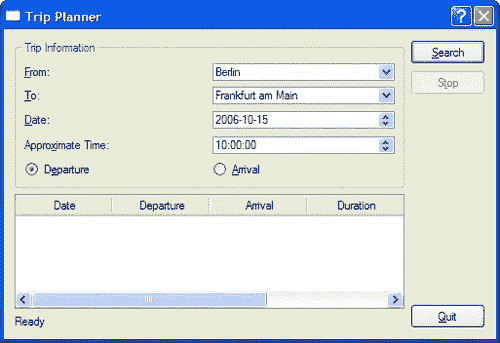 Trip Planner
Trip Information
Search
From: Berlin
To: Frankfurt am Main
Stop
Date: 2006-10-15
Approximate Time: 10:00:00
Departure Arrival
Date Departure Arrival Duration
Ready
Quit